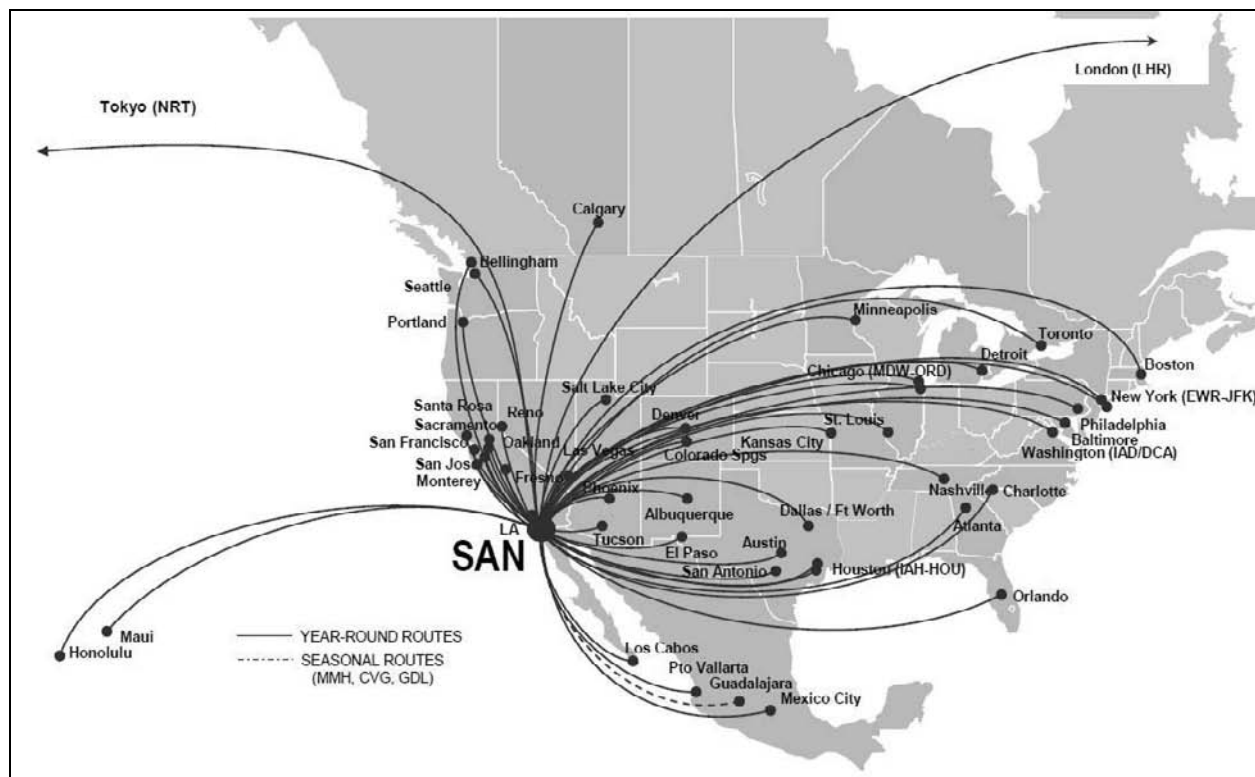 London (LHR)
Tokyo (NRT)
Calgary
Bellingham
Seattle
Portland
Minneapolis
Toronto
Detroit
Boston
Chicago (MDW-ORD)
Salt Lake City
New York (EWR-JFK)
Santa Rosa
Reno
Denver
St. Louis
Philadelphia
Sacramento
Oakland
Kansas City
Baltimore
San Francisco
Las Vegas
Colorado Spgs
Washington (IAD/DCA)
San Jose
Fresno
Monterey
Phoenix
Nashville
Charlotte
Albuquerque
Dallas / Ft Worth
Atlanta
LA
SAN
Tucson
El Paso
Austin
San Antonio
Houston (IAH-HOU)
Orlando
Maui
Honolulu
YEAR-ROUND ROUTES
SEASONAL ROUTES
(MMH, CVG, GDL)
Los Cabos
Pto Vallarta
Guadalajara
Mexico City